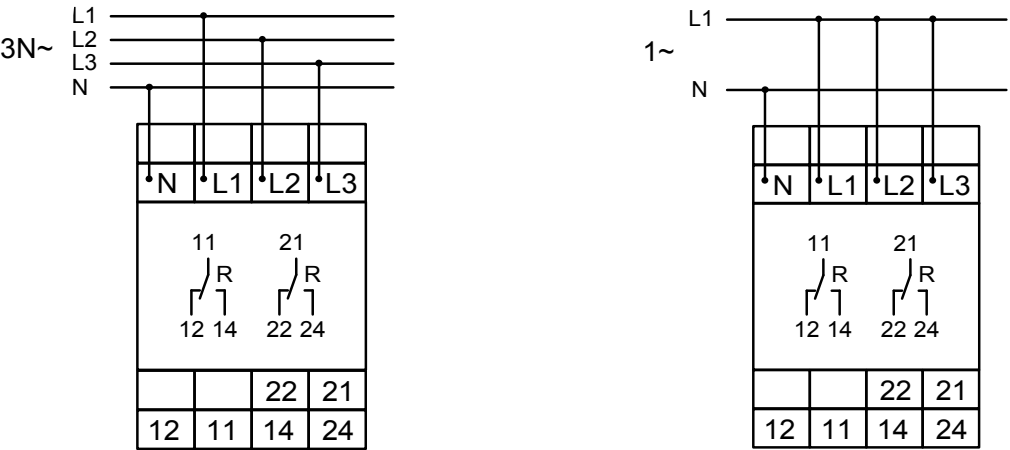 L1
L2
3N~
L3
N
N L1 L2 L3
11 21
R R
12 14 22 24
22 21
12 11 14 24
L1
1~
N
N L1 L2 L3
11 21
R R
12 14 22 24
22 21
12 11 14 24